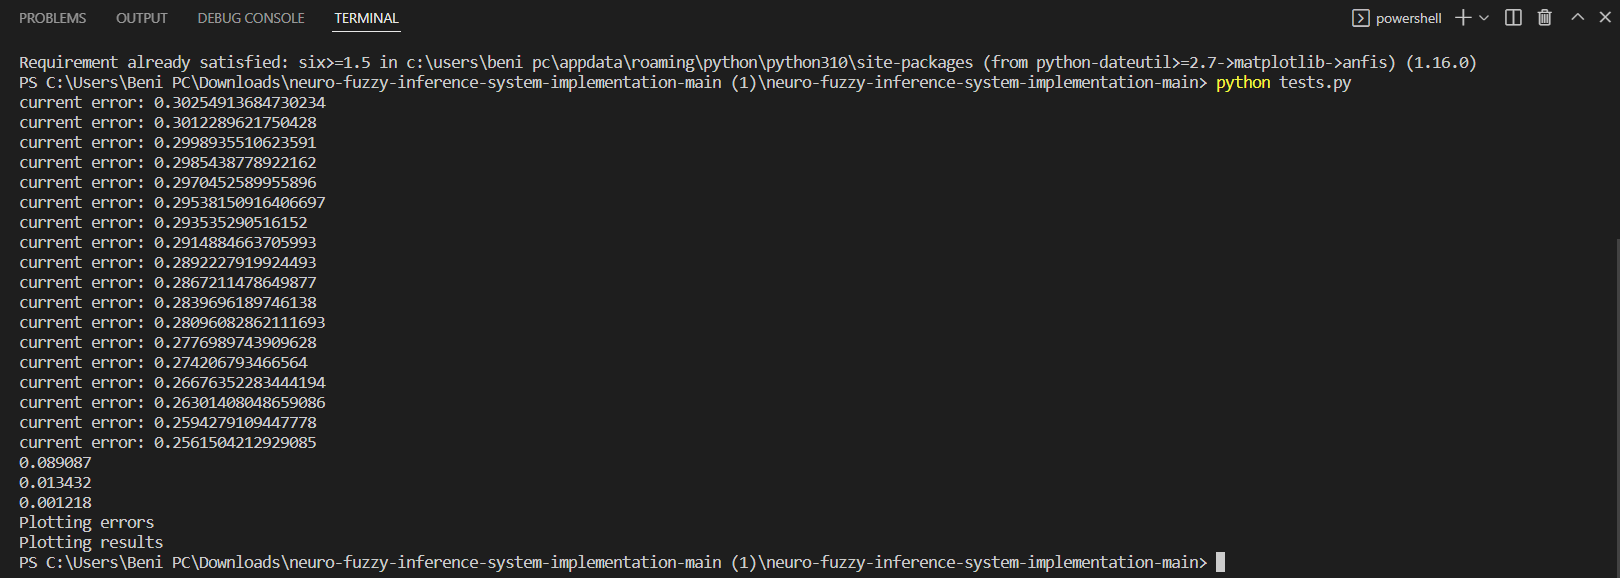 PROBLEMS OUTPUT DEBUG CONSOLE TERMINAL powershell
Requirement already satisfied: six>=1.5 in c:\users\beni pc\appdata\roaming\python\python310\site-packages (from python-dateutil>=2.7->matplotlib->anfis) (1.16.0)
PS C:\Users\Beni PC\Downloads\neuro-fuzzy-inference-system-implementation-main (1)\neuro-fuzzy-inference-system-implementation-main> python tests.py
current error: 0.30254913684730234
current error: 0.3012289621750428
current error: 0.2998935510623591
current error: 0.2985438778922162
current error: 0.2970452589955896
current error: 0.29538150916406697
current error: 0.293535290516152
current error: 0.2914884663705993
current error: 0.2892227919924493
current error: 0.2867211478649877
current error: 0.2839696189746138
current error: 0.28096082862111693
current error: 0.2776989743909628
current error: 0.274206793466564
current error: 0.26676352283444194
current error: 0.26301408048659086
current error: 0.2594279109447778
current error: 0.2561504212929085
0.089087
0.013432
0.001218
Plotting errors
Plotting results
PS C:\Users\Beni PC\Downloads\neuro-fuzzy-inference-system-implementation-main (1)\neuro-fuzzy-inference-system-implementation-main>